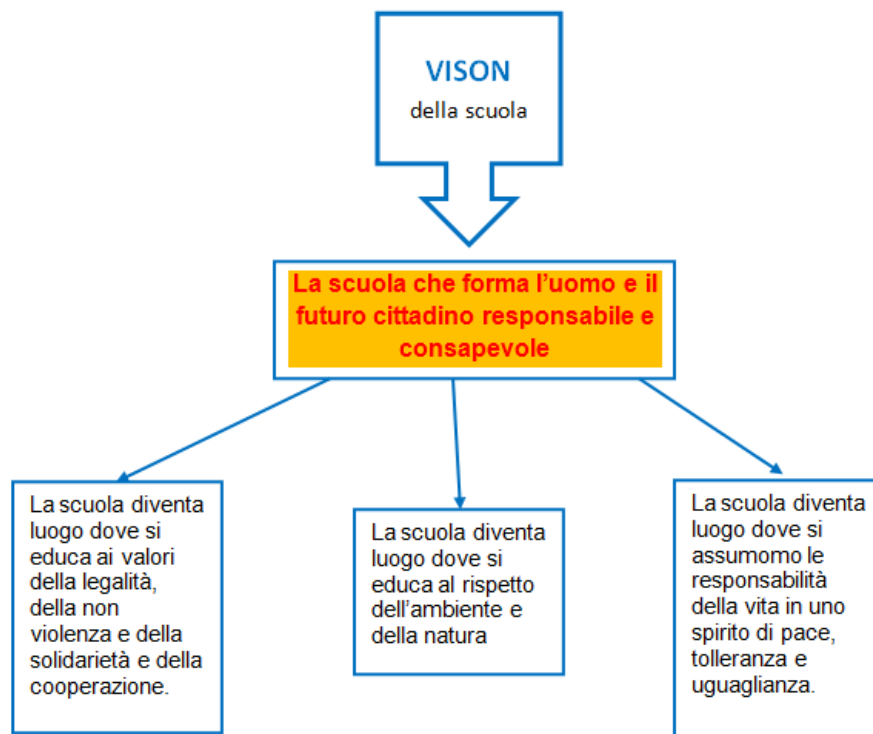 VISON
della scuola
La scuola che forma l'uomo e il
futuro cittadino responsabile e
consapevole
La scuola diventa
luogo dove si
educa ai valori
della legalità,
della non
violenza e della
solidarietà e della
cooperazione.
La scuola diventa
luogo dove si
educa al rispetto
dell'ambiente e
della natura
La scuola diventa
luogo dove si
assumomo le
responsabilità
della vita in uno
spirito di pace,
tolleranza e
uguaglianza.